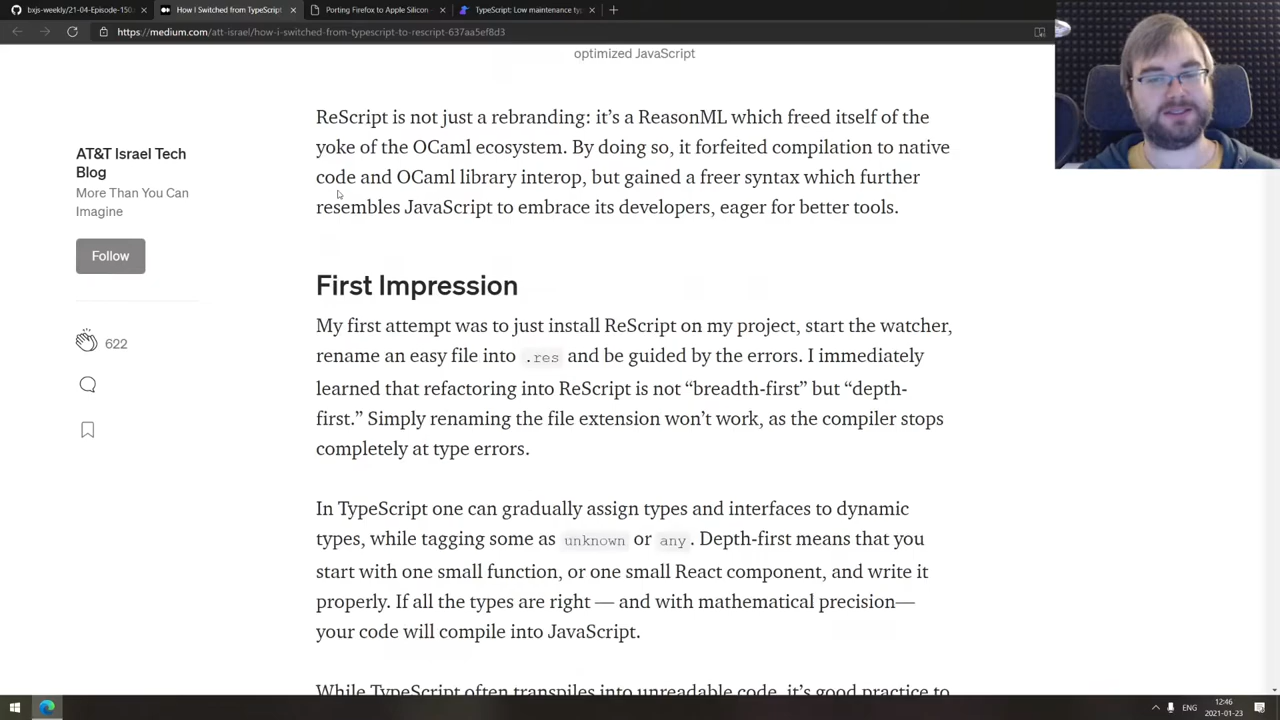 bxjs-weekly/21-04-Episode-150.
How I Switched from TypeScript
Porting Firefox to Apple Silicon
TypeScript: Low maintenance ty
https://medium.com/att-israel/how-i-switched-from-typescript-to-rescript-637aa5ef8d3
optimized JavaScript
ReScript is not just a rebranding: it’s a ReasonML which freed itself of the
yoke of the OCaml ecosystem. By doing so, it forfeited compilation to native
code and OCaml library interop, but gained a freer syntax which further
resembles JavaScript to embrace its developers, eager for better tools.
AT&T Israel Tech
Blog
More Than You Can
Imagine
Follow
622
First Impression
My first attempt was to just install ReScript on my project, start the watcher,
rename an easy file into .res and be guided by the errors. I immediately
learned that refactoring into ReScript is not “breadth-first” but “depth-
first.” Simply renaming the file extension won’t work, as the compiler stops
completely at type errors.
In TypeScript one can gradually assign types and interfaces to dynamic
types, while tagging some as unknown or any. Depth-first means that you
start with one small function, or one small React component, and write it
properly. If all the types are right — and with mathematical precision—
your code will compile into JavaScript.
While TypeScript often transpiles into unreadable code, it’s good practice to
ENG
12:46
2021-01-23